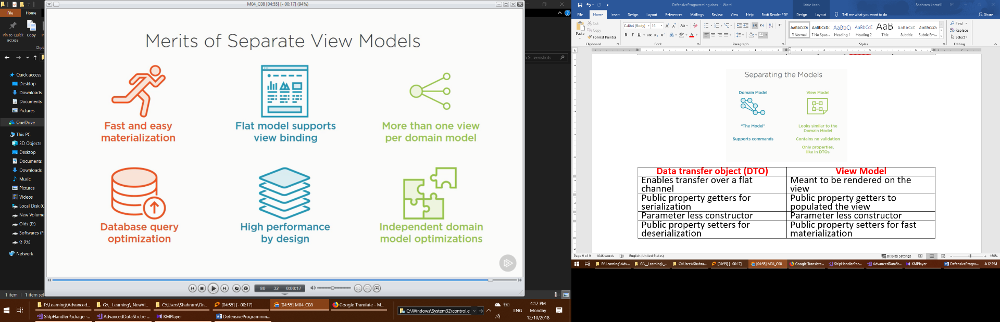 M04_C08 [04:55] [- 00:17] (94%)
File
Home
Pin to Quick
access
Copy
Clipb
Screenshots
Quick access
Desktop
Downloads
Documents
Pictures
OneDrive
This PC
3D Objects
Desktop
Documents
Downloads
Music
Pictures
Videos
Local Disk (C
New Volume
Olds (E:)
Softwares (F:
G (G:)
Network
1 item
1 item sel
Merits of Separate View Models
Fast and easy
materialization
Flat model supports
view binding
More than one view
per domain model
Database query
optimization
High performance
by design
Independent domain
model optimizations
80 32 -0:00:17
F:\Learning\Advanced...
G:\_Learning\_NewVi...
C:\Users\Shahram\On...
[04:55] [- 00:17]
[04:55] M04_C08
Google Translate - M...
ShipHandlerPackage -...
AdvancedDataStrctre ...
KMPlayer
DefensiveProgrammin...
C:\Windows\System32\control.e
ENG
4:12 PM
Monday
12/10/2018
DefensiveProgramming.docx - Word
Table Tools
Shahram komeili
File Home Insert Design Layout References Mailings Review View Help Foxit Reader PDF Design Layout Tell me what you want to do Share
Paste
Cut
Copy
Format Painter
Clipboard
Calibri (Body) 16
Font
Paragraph
AaBbCcDc AaBbCcDc AaBbCc AaBbCcE AaB AaBbCcC AaBbCcDc
¶ Normal ¶ No Spac... Heading 1 Heading 2 Title Subtitle Subtle Em...
Styles
Find
Replace
Select
Editing
Separating the Models
Domain Model
View Model
"The Model"
Supports commands
Looks similar to the
Domain Model
Contains no validation
Only properties,
like in DTOs
Data transfer object (DTO)
View Model
Enables transfer over a flat
channel
Meant to be rendered on the
view
Public property getters for
serialization
Public property getters to
populated the view
Parameter less constructor
Parameter less constructor
Public property setters for
deserialization
Public property setters for fast
materialization
Page 9 of 9 1046 words English (United States)
Display Settings
160%
F:\Learning\Adv...
G:\_Learning\_...
C:\Users\Shahra...
[04:55] [- 00:17]
[04:55] M04_C08
Google Translate...
ShipHandlerPac...
AdvancedDataSt...
KMPlayer
DefensiveProgra...
4:12 PM